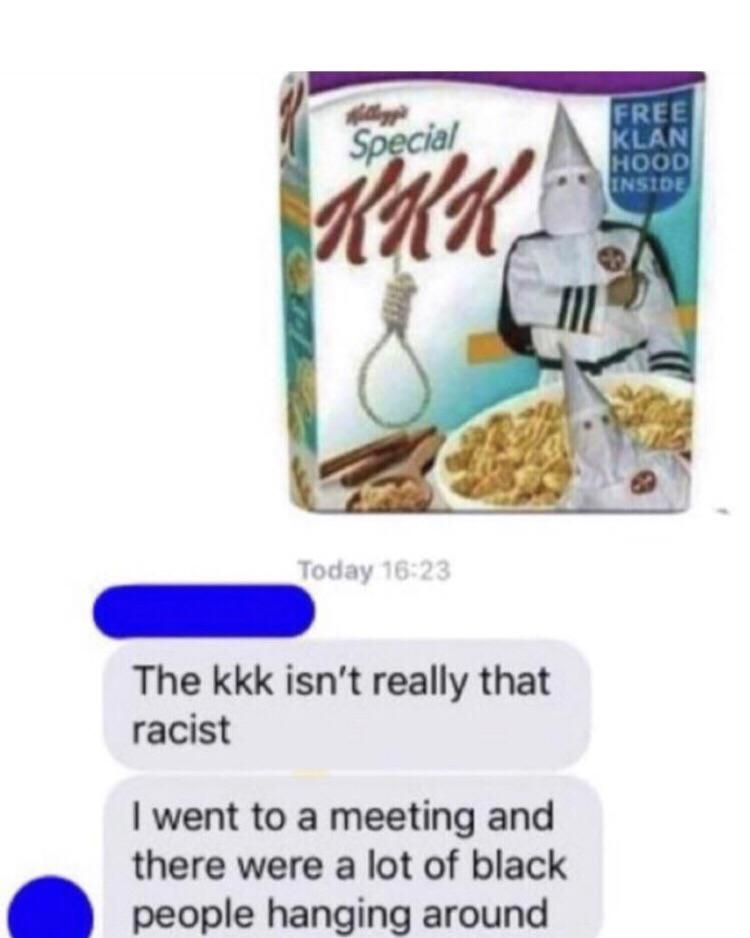 Kellogg's
Special
KKK
FREE
KLAN
HOOD
INSIDE
Today 16:23
The kkk isn't really that
racist
I went to a meeting and
there were a lot of black
people hanging around